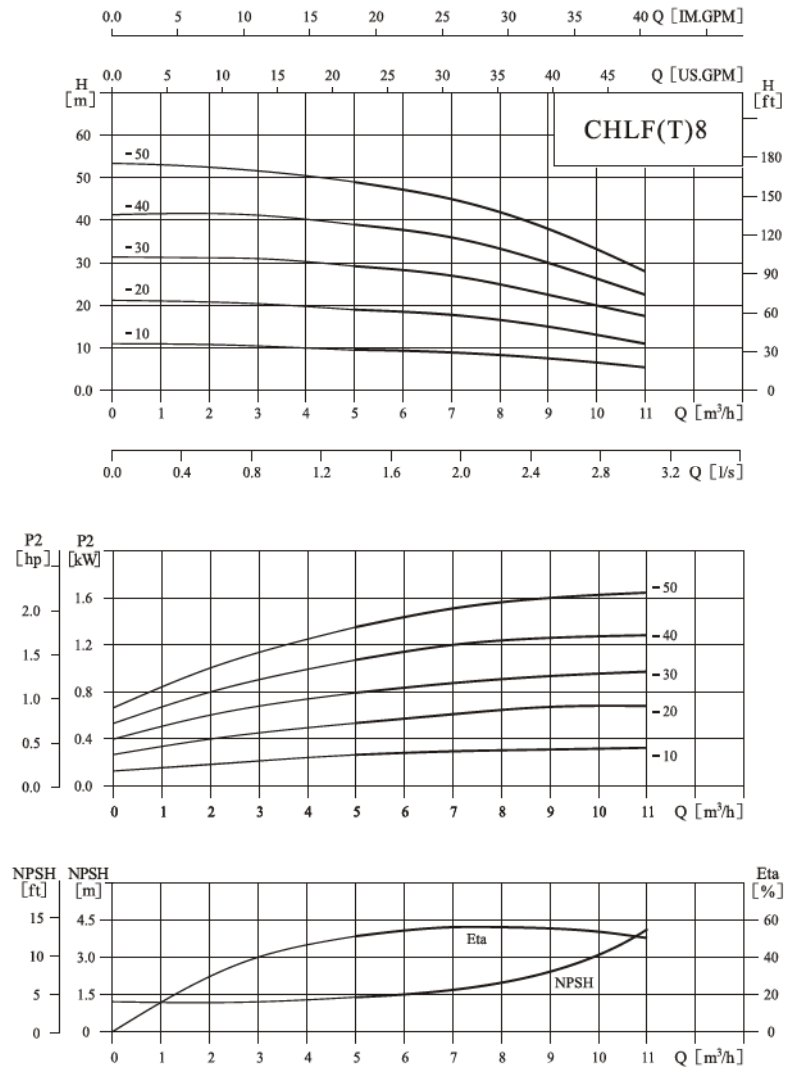 0.0 5 10 15 20 25 30 35 40 Q [IM.GPM]
0.0 5 10 15 20 25 30 35 40 45 Q [US.GPM]
H
[m]
H
[ft]
CHLF(T)8
60
50
40
30
20
10
0.0
180
150
120
90
60
30
0
-50
-40
-30
-20
-10
0 1 2 3 4 5 6 7 8 9 10 11 Q [m³/h]
0.0 0.4 0.8 1.2 1.6 2.0 2.4 2.8 3.2 Q [l/s]
P2
[hp]
P2
[kW]
2.0
1.5
1.0
0.5
0.0
1.6
1.2
0.8
0.4
0.0
-50
-40
-30
-20
-10
0 1 2 3 4 5 6 7 8 9 10 11 Q [m³/h]
NPSH
[ft]
NPSH
[m]
Eta
[%]
15
10
5
0
4.5
3.0
1.5
0
60
40
20
0
Eta
NPSH
0 1 2 3 4 5 6 7 8 9 10 11 Q [m³/h]